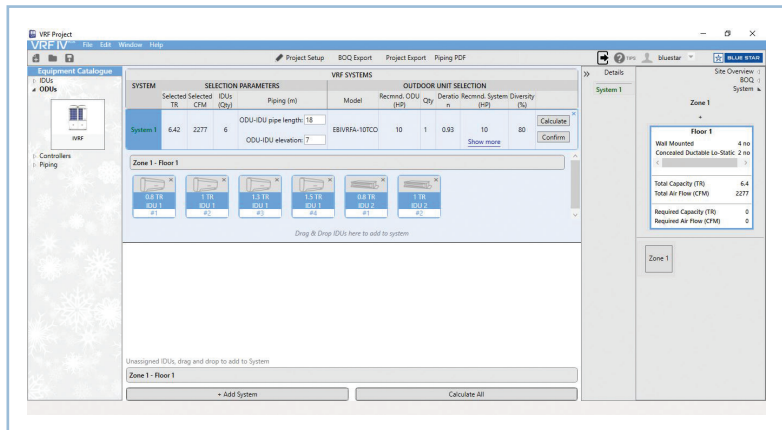 VRF Project
VRF IV File Edit Window Help
Project Setup BOQ Export Project Export Piping PDF
TIPS bluestar BLUE STAR
Equipment Catalogue
IDUs
ODUs
IVRF
Controllers
Piping
VRF SYSTEMS
SYSTEM SELECTION PARAMETERS OUTDOOR UNIT SELECTION
Selected TR Selected CFM IDUs (Qty) Piping (m) Model Recmnd. ODU (HP) Qty Deratio n Recmnd. System (HP) Diversity (%)
System 1 6.42 2277 6 ODU-IDU pipe length: 18 EBIVRFA-10TCO 10 1 0.93 10 80 Calculate
ODU-IDU elevation: 7 Show more Confirm
Zone 1 - Floor 1
0.8 TR 1 TR 1.3 TR 1.5 TR 0.8 TR 1 TR
IDU 1 IDU 1 IDU 1 IDU 1 IDU 2 IDU 2
#1 #2 #3 #4 #1 #2
Drag & Drop IDUs here to add to system
Unassigned IDUs, drag and drop to add to System
Zone 1 - Floor 1
+ Add System Calculate All
Details
System 1
Site Overview
BOQ
System
Zone 1
+
Floor 1
Wall Mounted 4 no
Concealed Ductable Lo-Static 2 no
Total Capacity (TR) 6.4
Total Air Flow (CFM) 2277
Required Capacity (TR) 0
Required Air Flow (CFM) 0
Zone 1